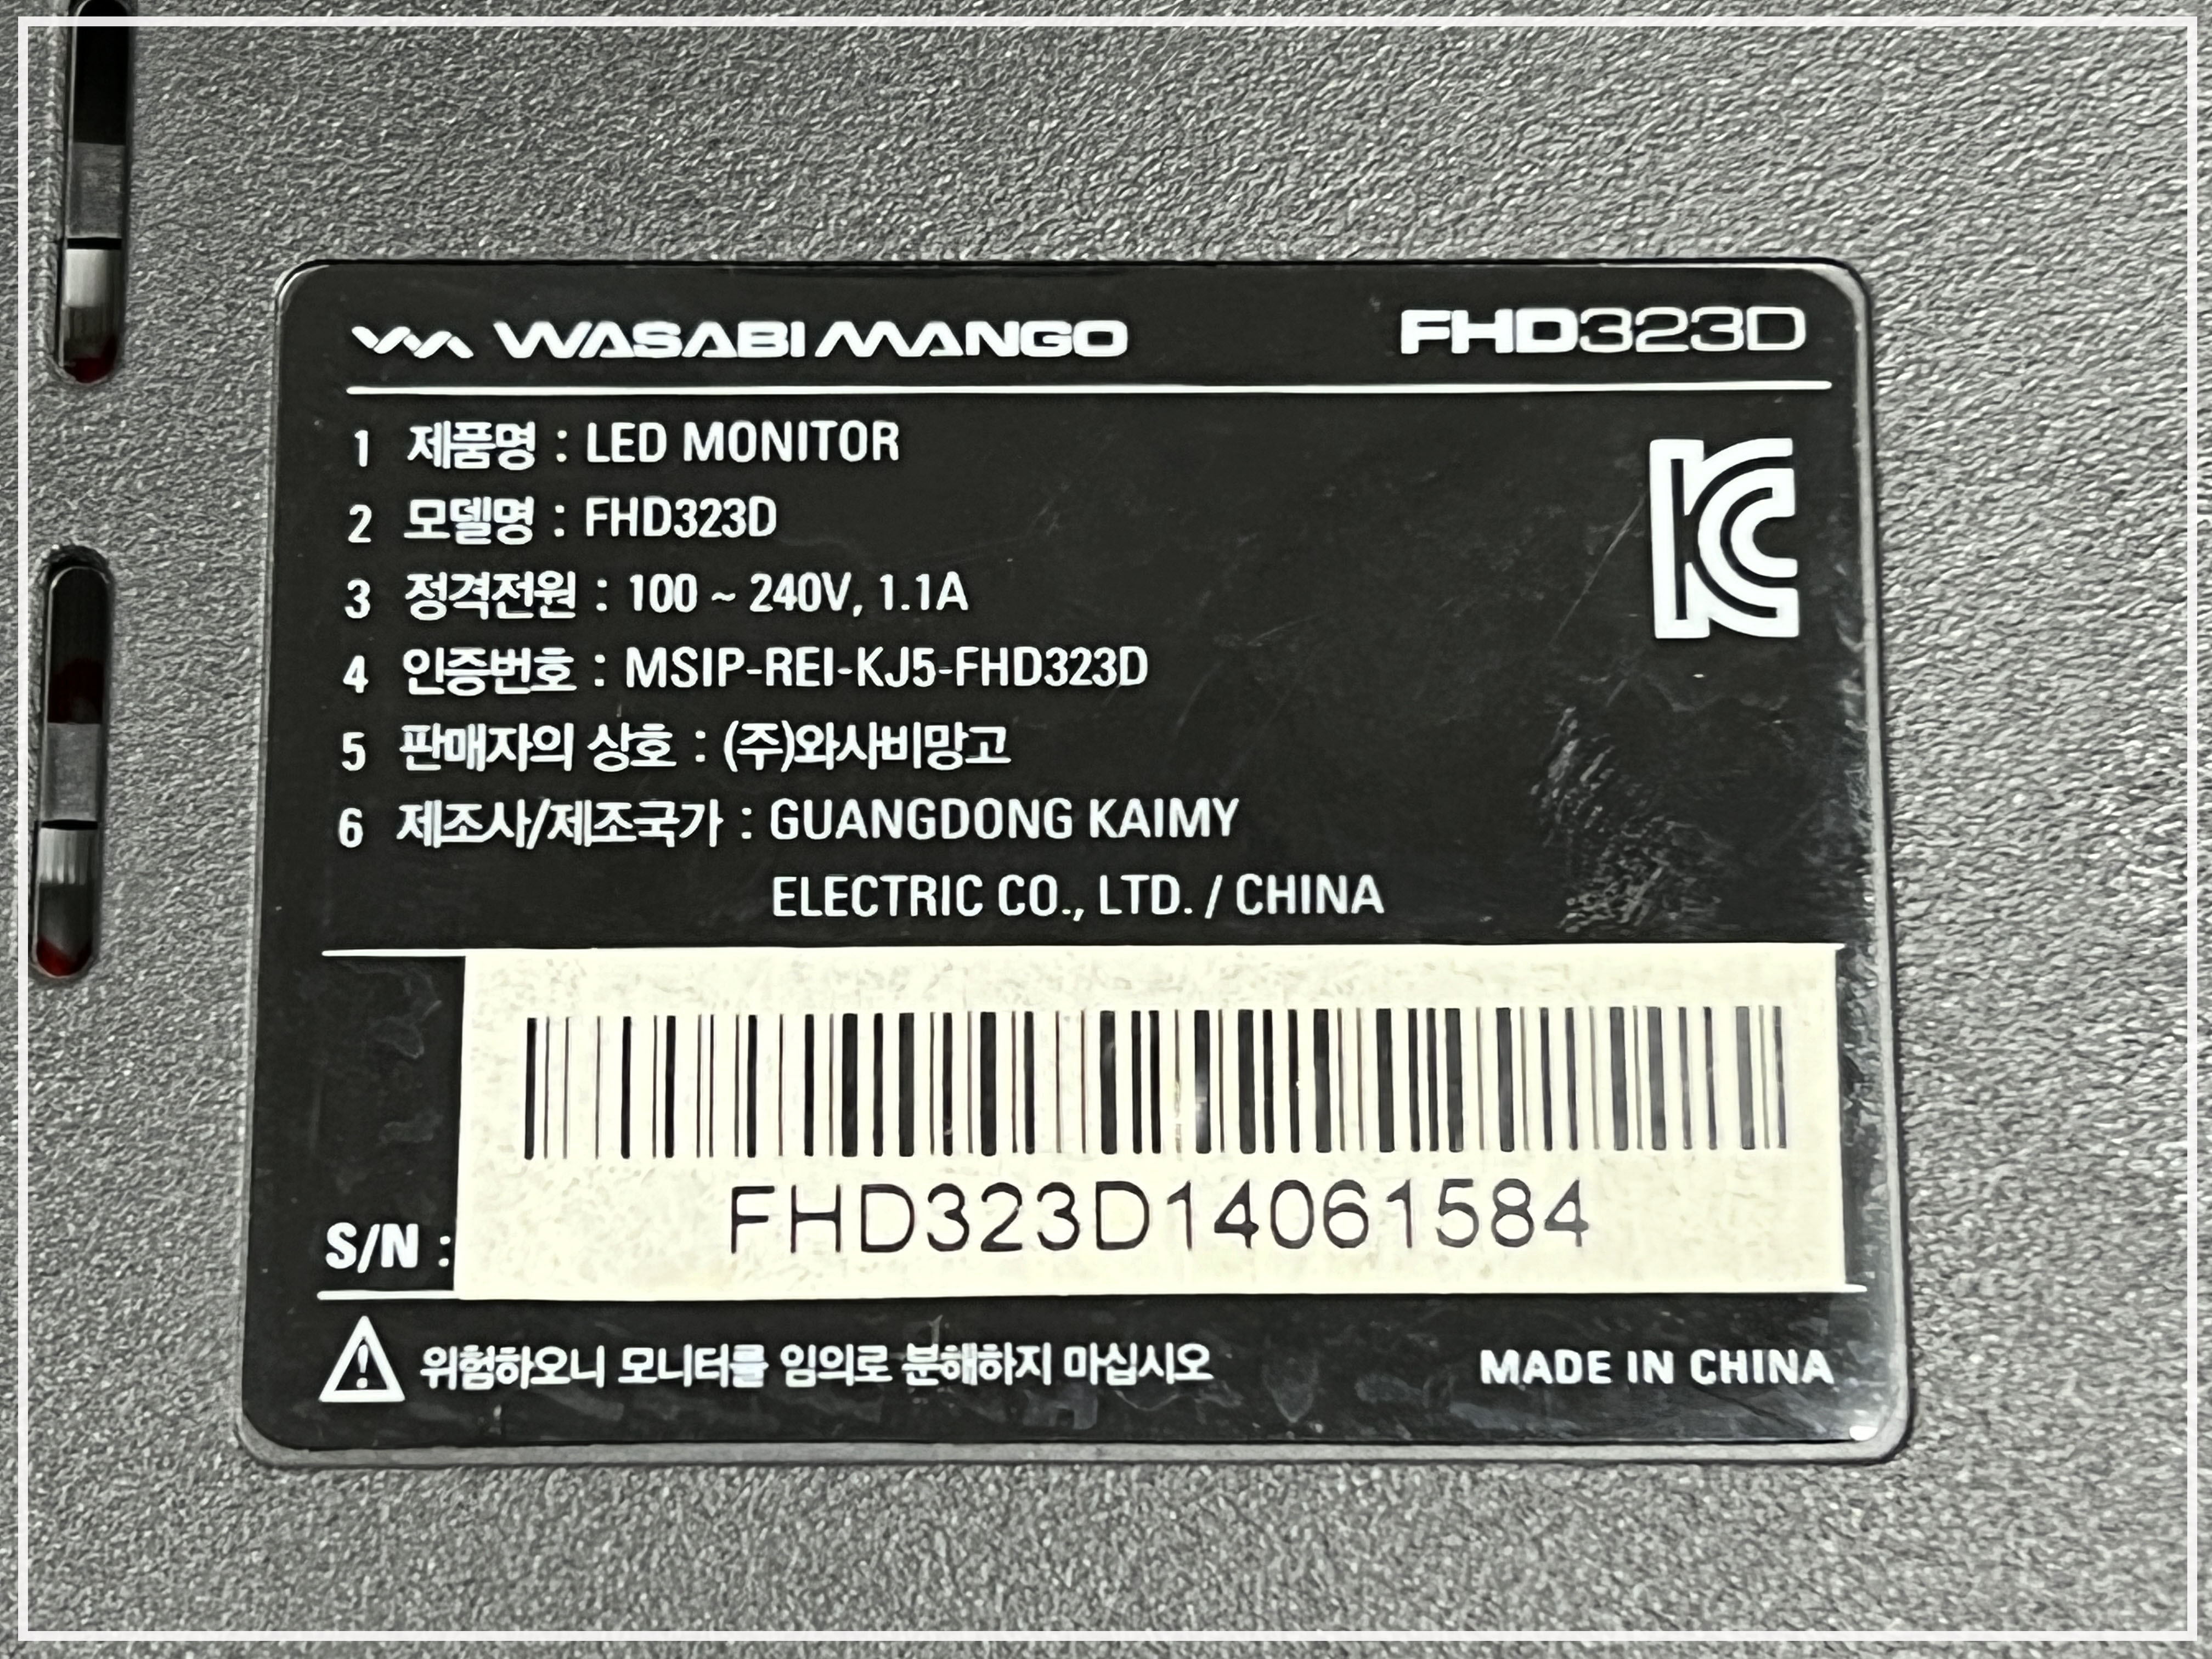 WASABI MANGO FHD323D
1 제품명 : LED MONITOR
2 모델명 : FHD323D
3 정격전원 : 100 ~ 240V, 1.1A
4 인증번호 : MSIP-REI-KJ5-FHD323D
5 판매자의 상호 : (주)와사비망고
6 제조사/제조국가 : GUANGDONG KAIMY
ELECTRIC CO., LTD. / CHINA
S/N : FHD323D14061584
위험하오니 모니터를 임의로 분해하지 마십시오 MADE IN CHINA